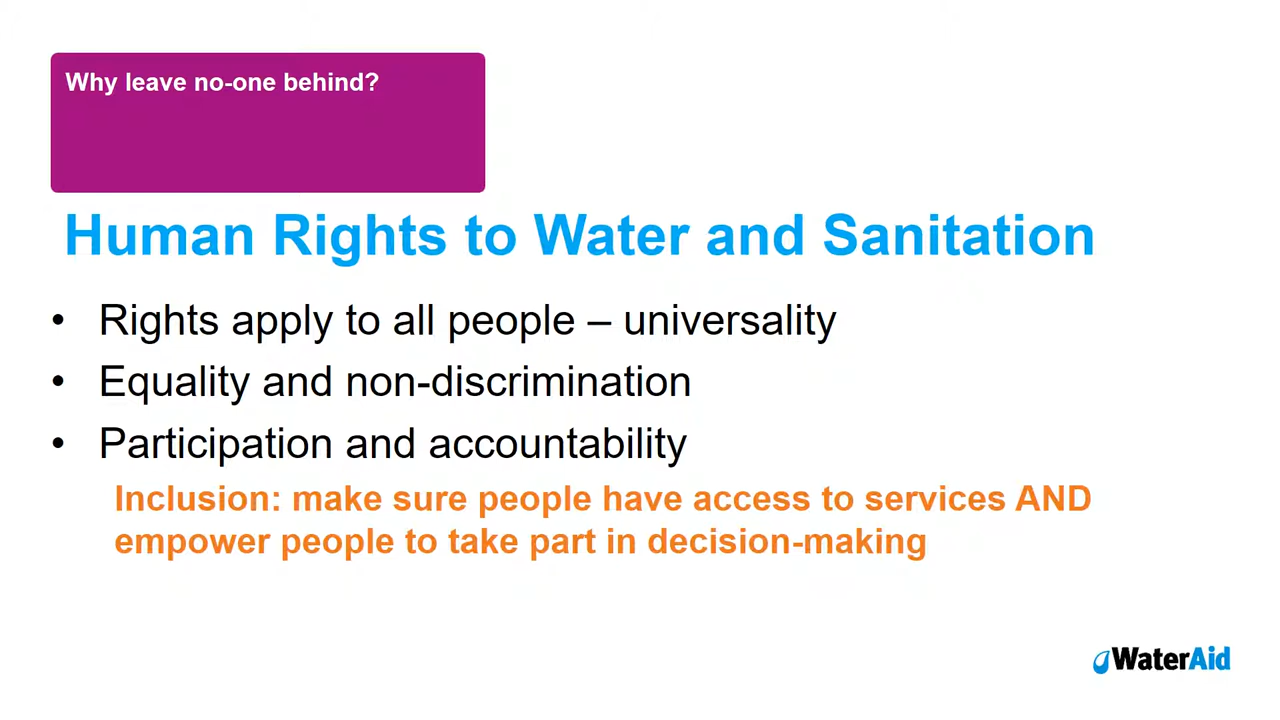 Why leave no-one behind?
Human Rights to Water and Sanitation
• Rights apply to all people – universality
• Equality and non-discrimination
• Participation and accountability
Inclusion: make sure people have access to services AND
empower people to take part in decision-making
WaterAid